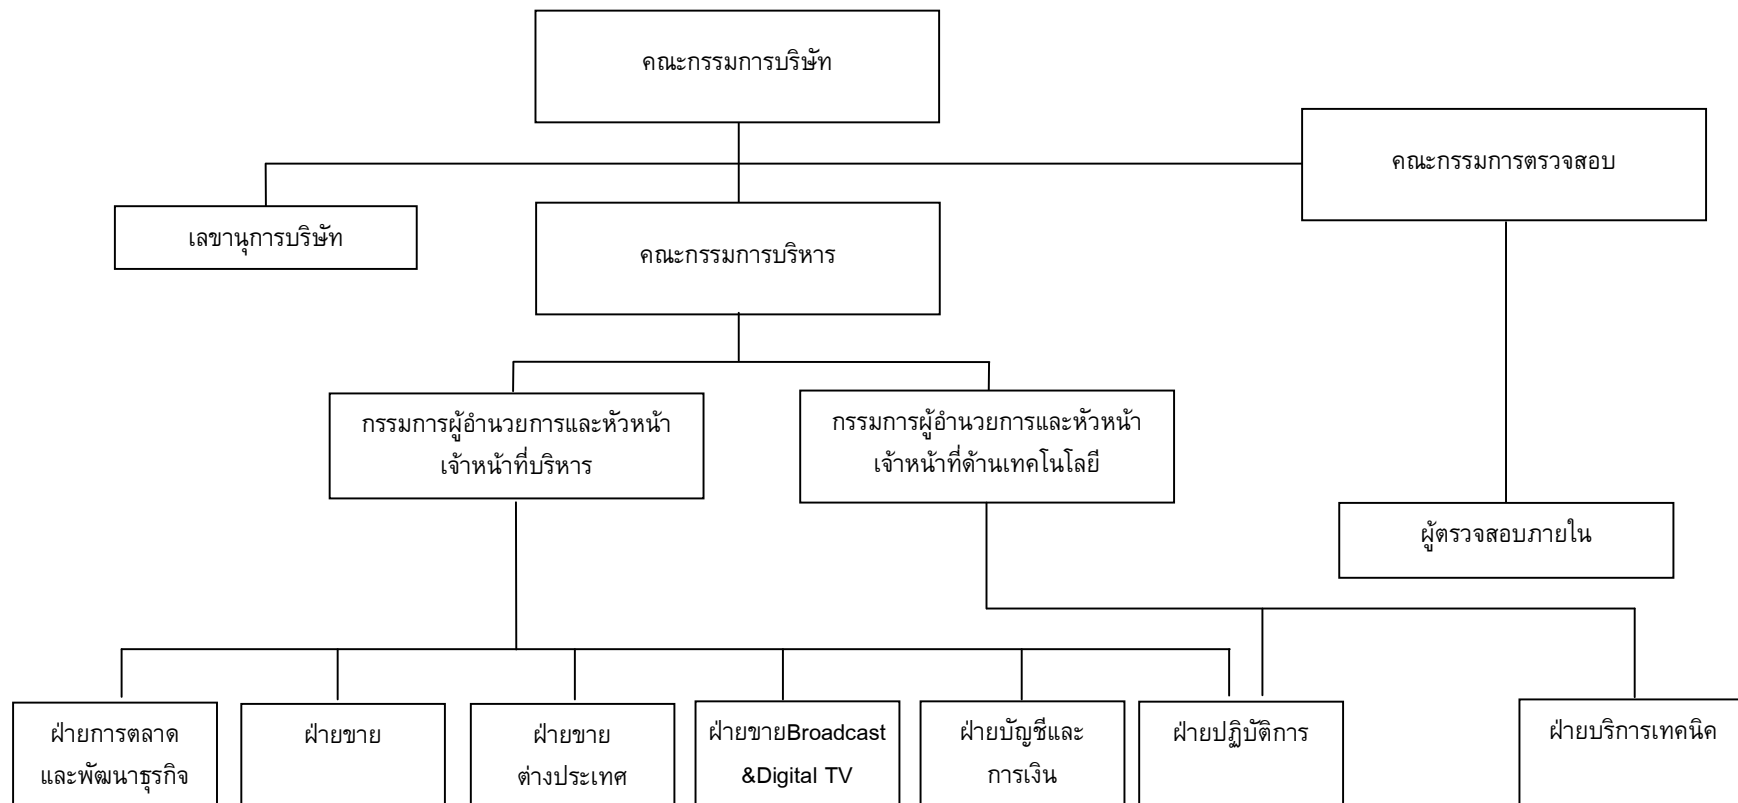 คณะกรรมการบริษัท
คณะกรรมการตรวจสอบ
เลขานุการบริษัท
คณะกรรมการบริหาร
กรรมการผู้อำนวยการและหัวหน้า
เจ้าหน้าที่บริหาร
กรรมการผู้อำนวยการและหัวหน้า
เจ้าหน้าที่ด้านเทคโนโลยี
ผู้ตรวจสอบภายใน
ฝ่ายการตลาด
และพัฒนาธุรกิจ
ฝ่ายขาย
ฝ่ายขาย
ต่างประเทศ
ฝ่ายขายBroadcast
&Digital TV
ฝ่ายบัญชีและ
การเงิน
ฝ่ายปฏิบัติการ
ฝ่ายบริการเทคนิค